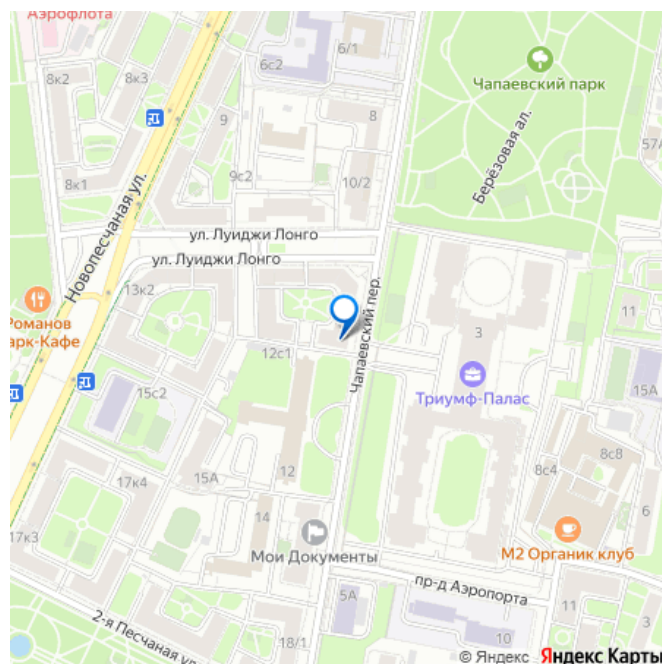 Аэрофлота
6/1
6с2
8к2
8к3
Чапаевский парк
8
9
57А
Берёзовая ал.
9с2
8к1
10/2
Новопесчаная ул.
ул. Луиджи Лонго
ул. Луиджи Лонго
Чапаевский пер.
13к2
11
Романов
арк-Кафе
3
12с1
Триумф-Палас
15с2
15А
8с8
8с4
15А
12
17к4
6
14
17к3
Мои Документы
М2 Органик клуб
пр-д Аэропорта
5А
11
3
2-я Песчаная ул.
18/1
10
© Яндекс Яндекс Карты